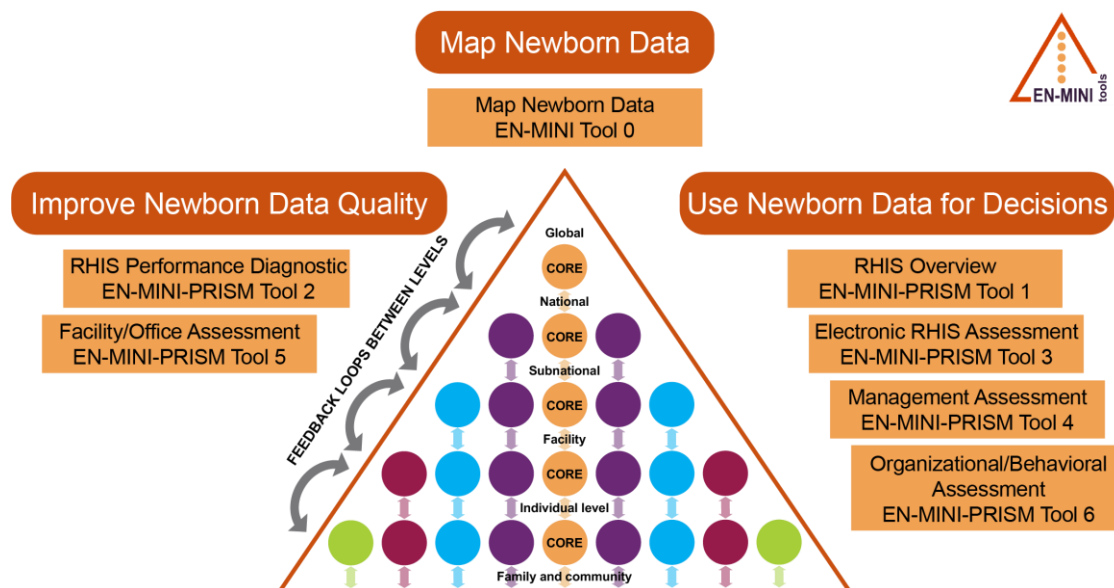 Map Newborn Data
Map Newborn Data
EN-MINI Tool 0
EN-MINI
tools
Improve Newborn Data Quality
RHIS Performance Diagnostic
EN-MINI-PRISM Tool 2
Facility/Office Assessment
EN-MINI-PRISM Tool 5
FEEDBACK LOOPS BETWEEN LEVELS
Global
CORE
National
CORE
Subnational
CORE
Facility
CORE
Individual level
CORE
Family and community
Use Newborn Data for Decisions
RHIS Overview
EN-MINI-PRISM Tool 1
Electronic RHIS Assessment
EN-MINI-PRISM Tool 3
Management Assessment
EN-MINI-PRISM Tool 4
Organizational/Behavioral
Assessment
EN-MINI-PRISM Tool 6